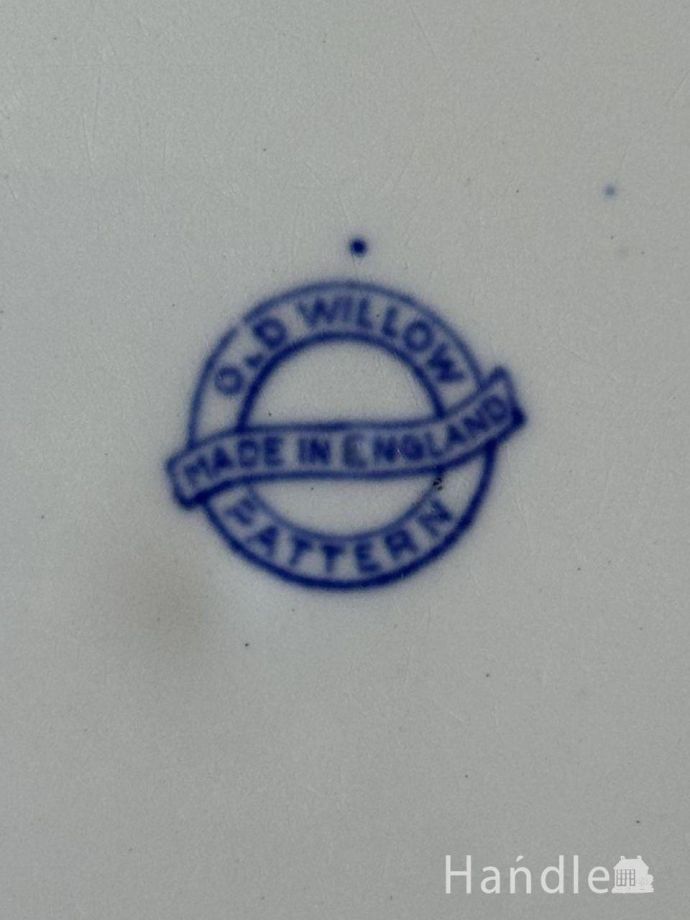 OLD WILLOW
MADE IN ENGLAND
PATTERN
Handle